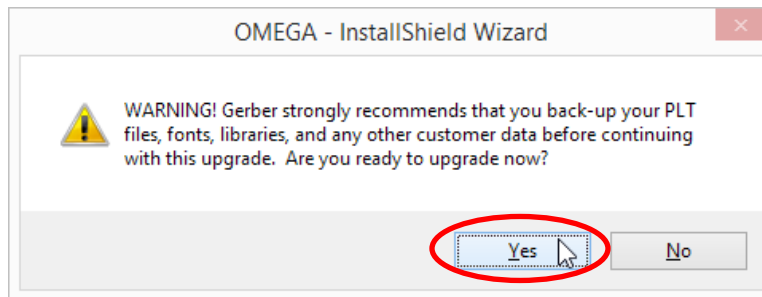 OMEGA - InstallShield Wizard
WARNING! Gerber strongly recommends that you back-up your PLT
files, fonts, libraries, and any other customer data before continuing
with this upgrade.  Are you ready to upgrade now?
Yes
No